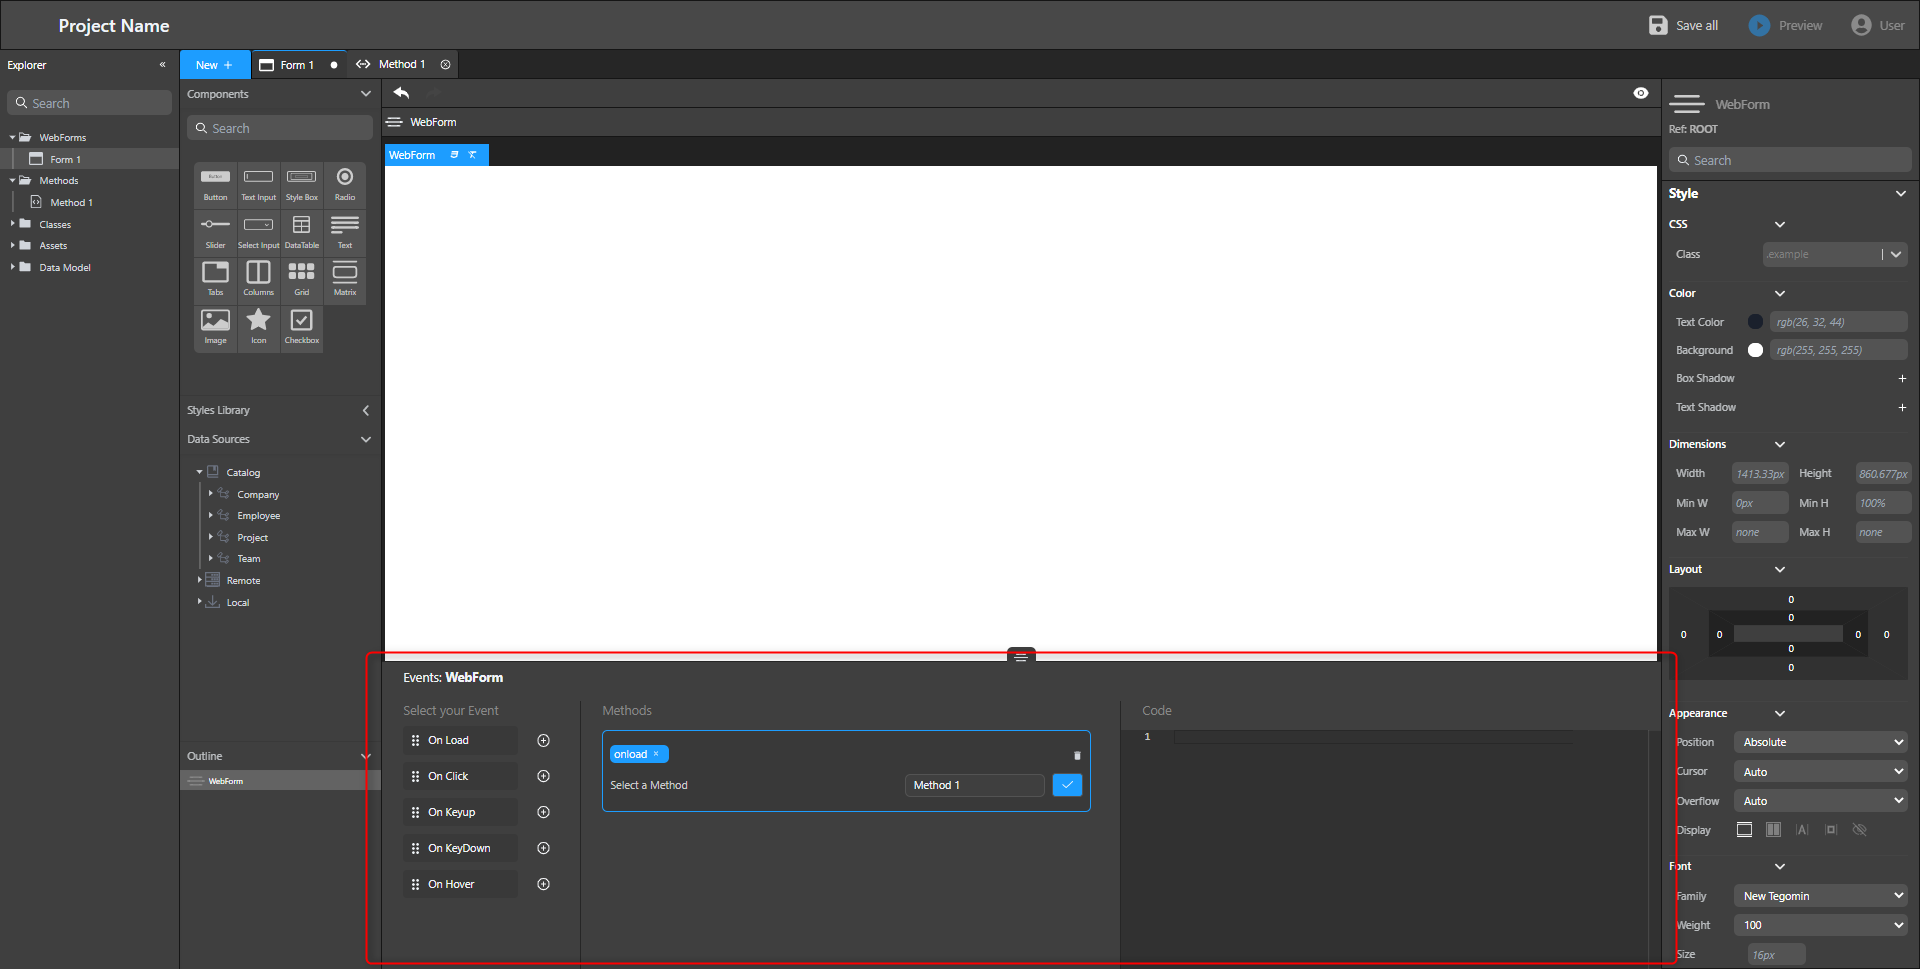 Project Name
Save all
Preview
User
Explorer
«
New +
Form 1
Method 1
Search
WebForms
Form 1
Methods
Method 1
Classes
Assets
Data Model
Components
Search
Button
Text Input
Style Box
Radio
Slider
Select Input
DataTable
Text
Tabs
Columns
Grid
Matrix
Image
Icon
Checkbox
Styles Library
Data Sources
Catalog
Company
Employee
Project
Team
Remote
Local
Outline
WebForm
WebForm
WebForm
Events: WebForm
Select your Event
On Load
On Click
On Keyup
On KeyDown
On Hover
Methods
onload ×
Select a Method
Method 1
Code
1
WebForm
Ref: ROOT
Search
Style
CSS
Class
.example
Color
Text Color
rgb(26, 32, 44)
Background
rgb(255, 255, 255)
Box Shadow +
Text Shadow +
Dimensions
Width 1413.33px Height 860.677px
Min W 0px Min H 100%
Max W none Max H none
Layout
0
0
0 0 0 0
0
0
Appearance
Position Absolute
Cursor Auto
Overflow Auto
Display
Font
Family New Tegomin
Weight 100
Size 16px